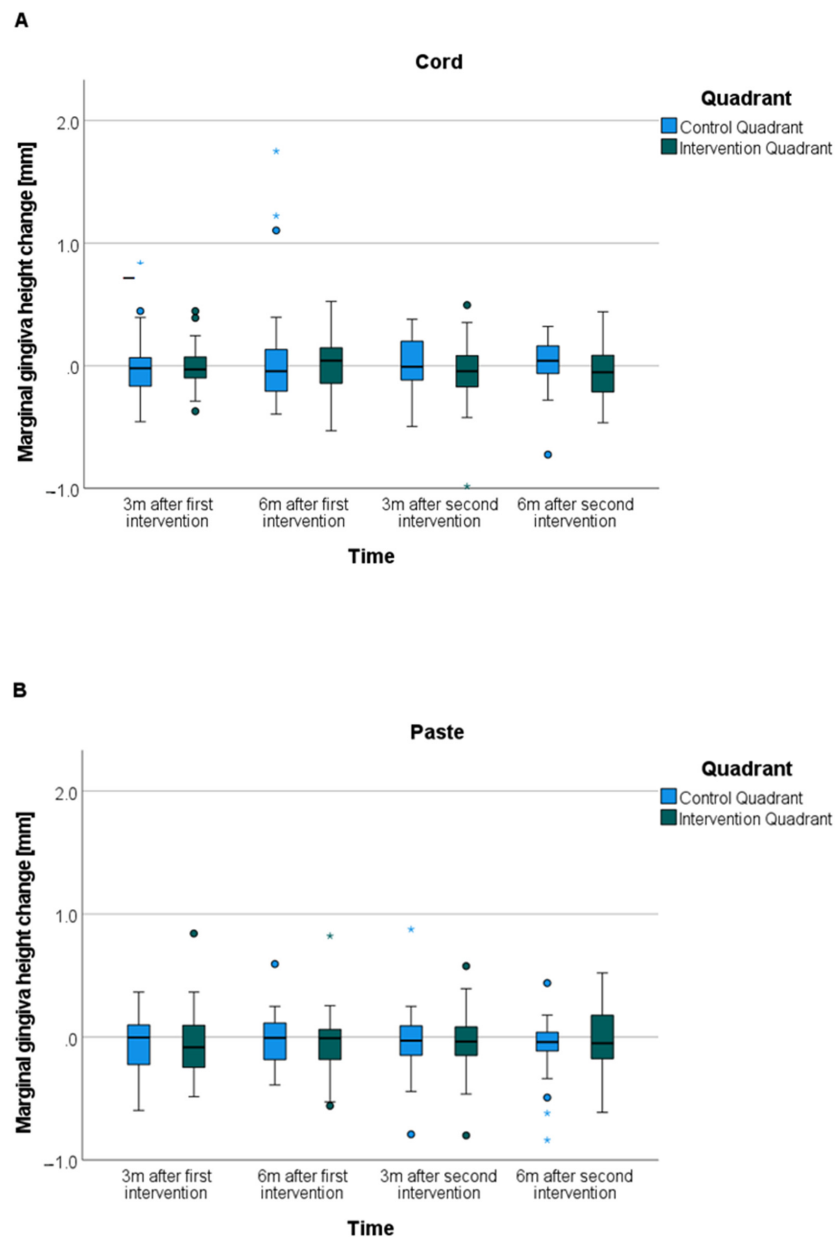 A
Cord
Quadrant
Control Quadrant
Intervention Quadrant
Marginal gingiva height change [mm]
2.0
1.0
.0
−1.0
3m after first
intervention
6m after first
intervention
3m after second
intervention
6m after second
intervention
Time
B
Paste
Quadrant
Control Quadrant
Intervention Quadrant
Marginal gingiva height change [mm]
2.0
1.0
.0
−1.0
3m after first
intervention
6m after first
intervention
3m after second
intervention
6m after second
intervention
Time